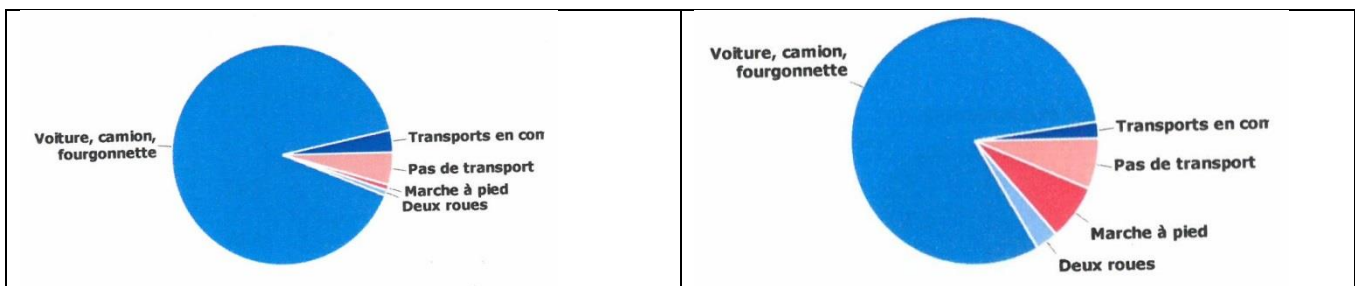 Voiture, camion,
fourgonnette
Transports en com
Pas de transport
Marche à pied
Deux roues
Voiture, camion,
fourgonnette
Transports en com
Pas de transport
Marche à pied
Deux roues